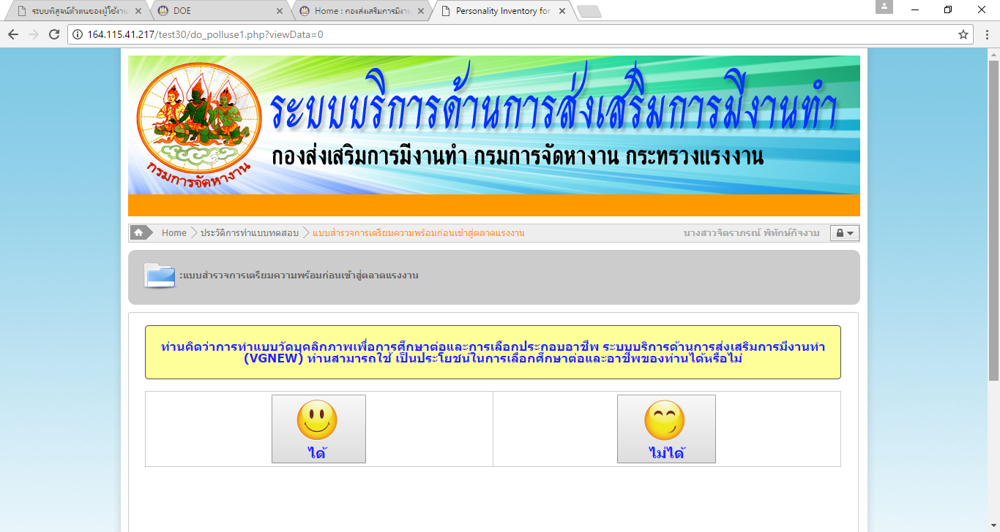 ระบบพิสูจน์ตัวตนของผู้ใช้งาน
DOE
Home : กองส่งเสริมการมีงาน
Personality Inventory for
164.115.41.217/test30/do_polluse1.php?viewData=0
ระบบบริการด้านการส่งเสริมการมีงานทำ
กองส่งเสริมการมีงานทำ กรมการจัดหางาน กระทรวงแรงงาน
กรมการจัดหางาน
Home ประวัติการทำแบบทดสอบ แบบสำรวจการเตรียมความพร้อมก่อนเข้าสู่ตลาดแรงงาน นางสาวจิตราภรณ์ พิทักษ์กิจงาม
:แบบสำรวจการเตรียมความพร้อมก่อนเข้าสู่ตลาดแรงงาน
ท่านคิดว่าการทำแบบวัดบุคลิกภาพเพื่อการศึกษาต่อและการเลือกประกอบอาชีพ ระบบบริการด้านการส่งเสริมการมีงานทำ
(VGNEW) ท่านสามารถใช้ เป็นประโยชน์ในการเลือกศึกษาต่อและอาชีพของท่านได้หรือไม่
ได้
ไม่ได้